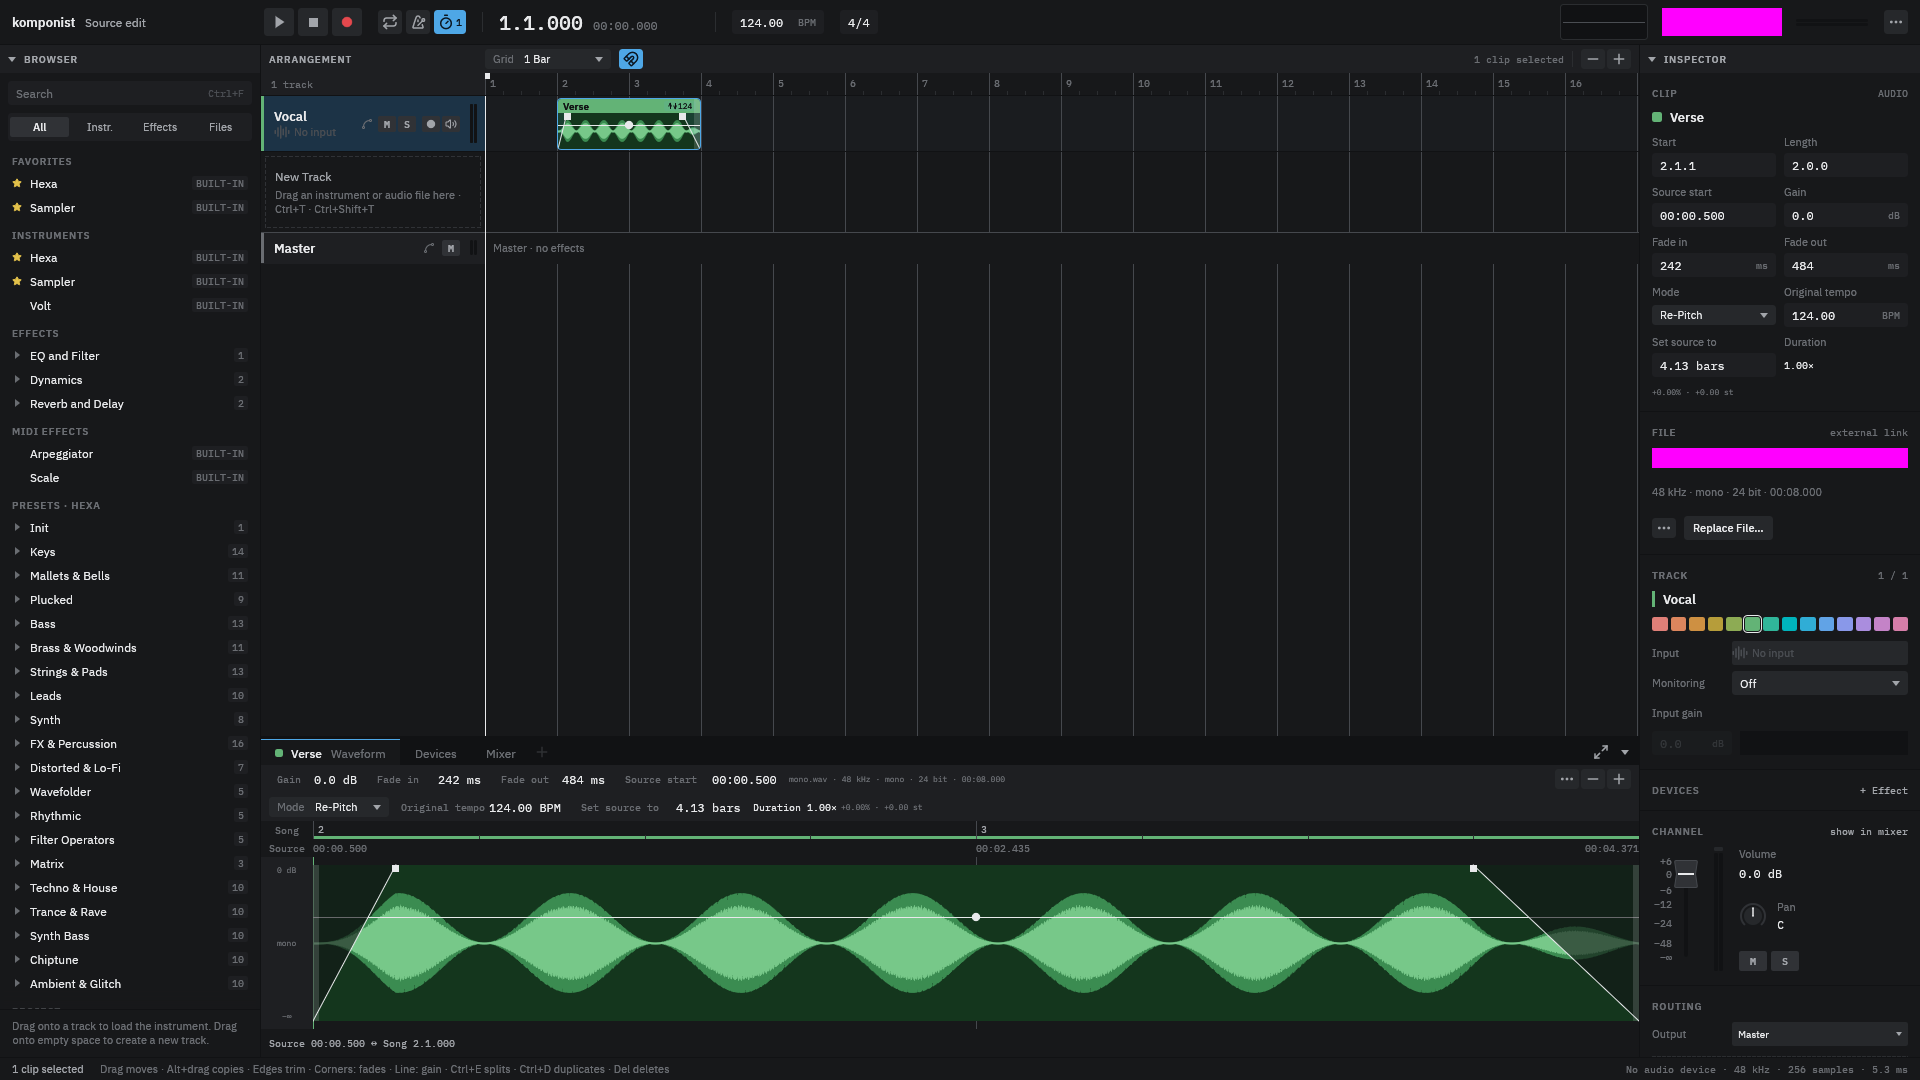 komponist Source edit
1
1.1.000 00:00.000
124.00 BPM
4/4
BROWSER
Search Ctrl+F
All Instr. Effects Files
FAVORITES
Hexa BUILT-IN
Sampler BUILT-IN
INSTRUMENTS
Hexa BUILT-IN
Sampler BUILT-IN
Volt BUILT-IN
EFFECTS
EQ and Filter 1
Dynamics 2
Reverb and Delay 2
MIDI EFFECTS
Arpeggiator BUILT-IN
Scale BUILT-IN
PRESETS · HEXA
Init 1
Keys 14
Mallets & Bells 11
Plucked 9
Bass 13
Brass & Woodwinds 11
Strings & Pads 13
Leads 10
Synth 8
FX & Percussion 16
Distorted & Lo-Fi 7
Wavefolder 5
Rhythmic 5
Filter Operators 5
Matrix 3
Techno & House 10
Trance & Rave 10
Synth Bass 10
Chiptune 10
Ambient & Glitch 10
Drag onto a track to load the instrument. Drag
onto empty space to create a new track.
ARRANGEMENT
Grid 1 Bar
1 clip selected
1 track
1 2 3 4 5 6 7 8 9 10 11 12 13 14 15 16
Vocal
No input
M S
Verse 124
New Track
Drag an instrument or audio file here ·
Ctrl+T · Ctrl+Shift+T
Master M
Master · no effects
Verse Waveform Devices Mixer
Gain 0.0 dB Fade in 242 ms Fade out 484 ms Source start 00:00.500 mono.wav · 48 kHz · mono · 24 bit · 00:08.000
Mode Re-Pitch Original tempo 124.00 BPM Set source to 4.13 bars Duration 1.00× +0.00% · +0.00 st
Song 2 3
Source 00:00.500 00:02.435 00:04.371
0 dB
mono
-∞
Source 00:00.500 ⇔ Song 2.1.000
INSPECTOR
CLIP AUDIO
Verse
Start Length
2.1.1 2.0.0
Source start Gain
00:00.500 0.0 dB
Fade in Fade out
242 ms 484 ms
Mode Original tempo
Re-Pitch 124.00 BPM
Set source to Duration
4.13 bars 1.00×
+0.00% · +0.00 st
FILE external link
48 kHz · mono · 24 bit · 00:08.000
Replace File...
TRACK 1 / 1
Vocal
Input No input
Monitoring Off
Input gain
0.0 dB
DEVICES + Effect
CHANNEL show in mixer
+6
0
−6
−12
−24
−48
−∞
Volume
0.0 dB
Pan
C
M S
ROUTING
Output Master
1 clip selected Drag moves · Alt+drag copies · Edges trim · Corners: fades · Line: gain · Ctrl+E splits · Ctrl+D duplicates · Del deletes
No audio device · 48 kHz · 256 samples · 5.3 ms